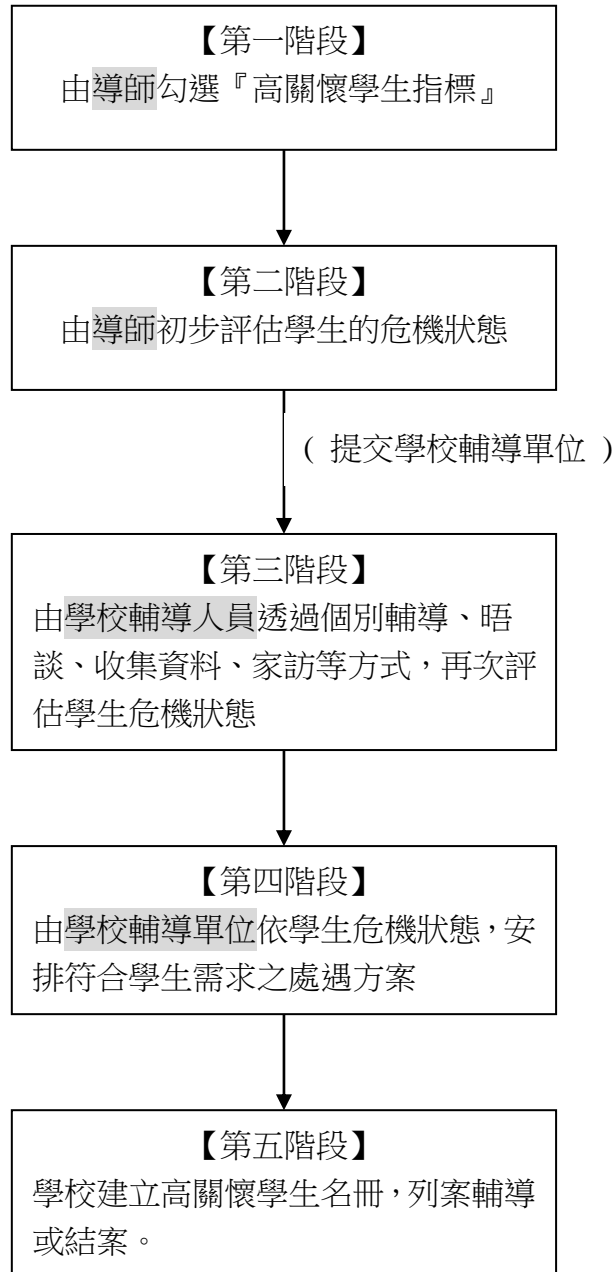 【第一階段】
由導師勾選『高關懷學生指標』
【第二階段】
由導師初步評估學生的危機狀態
( 提交學校輔導單位 )
【第三階段】
由學校輔導人員透過個別輔導、晤
談、收集資料、家訪等方式,再次評
估學生危機狀態
【第四階段】
由學校輔導單位依學生危機狀態,安
排符合學生需求之處遇方案
【第五階段】
學校建立高關懷學生名冊,列案輔導
或結案。